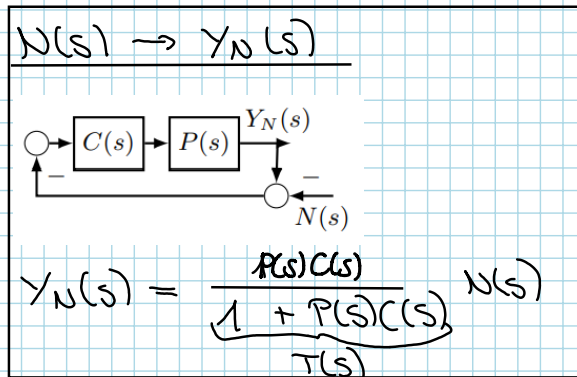 N(s) → Y_N(s)
Y_N(s)
C(s) P(s)
−
−
N(s)
Y_N(s) = P(s)C(s) / 1 + P(s)C(s) N(s)
T(s)